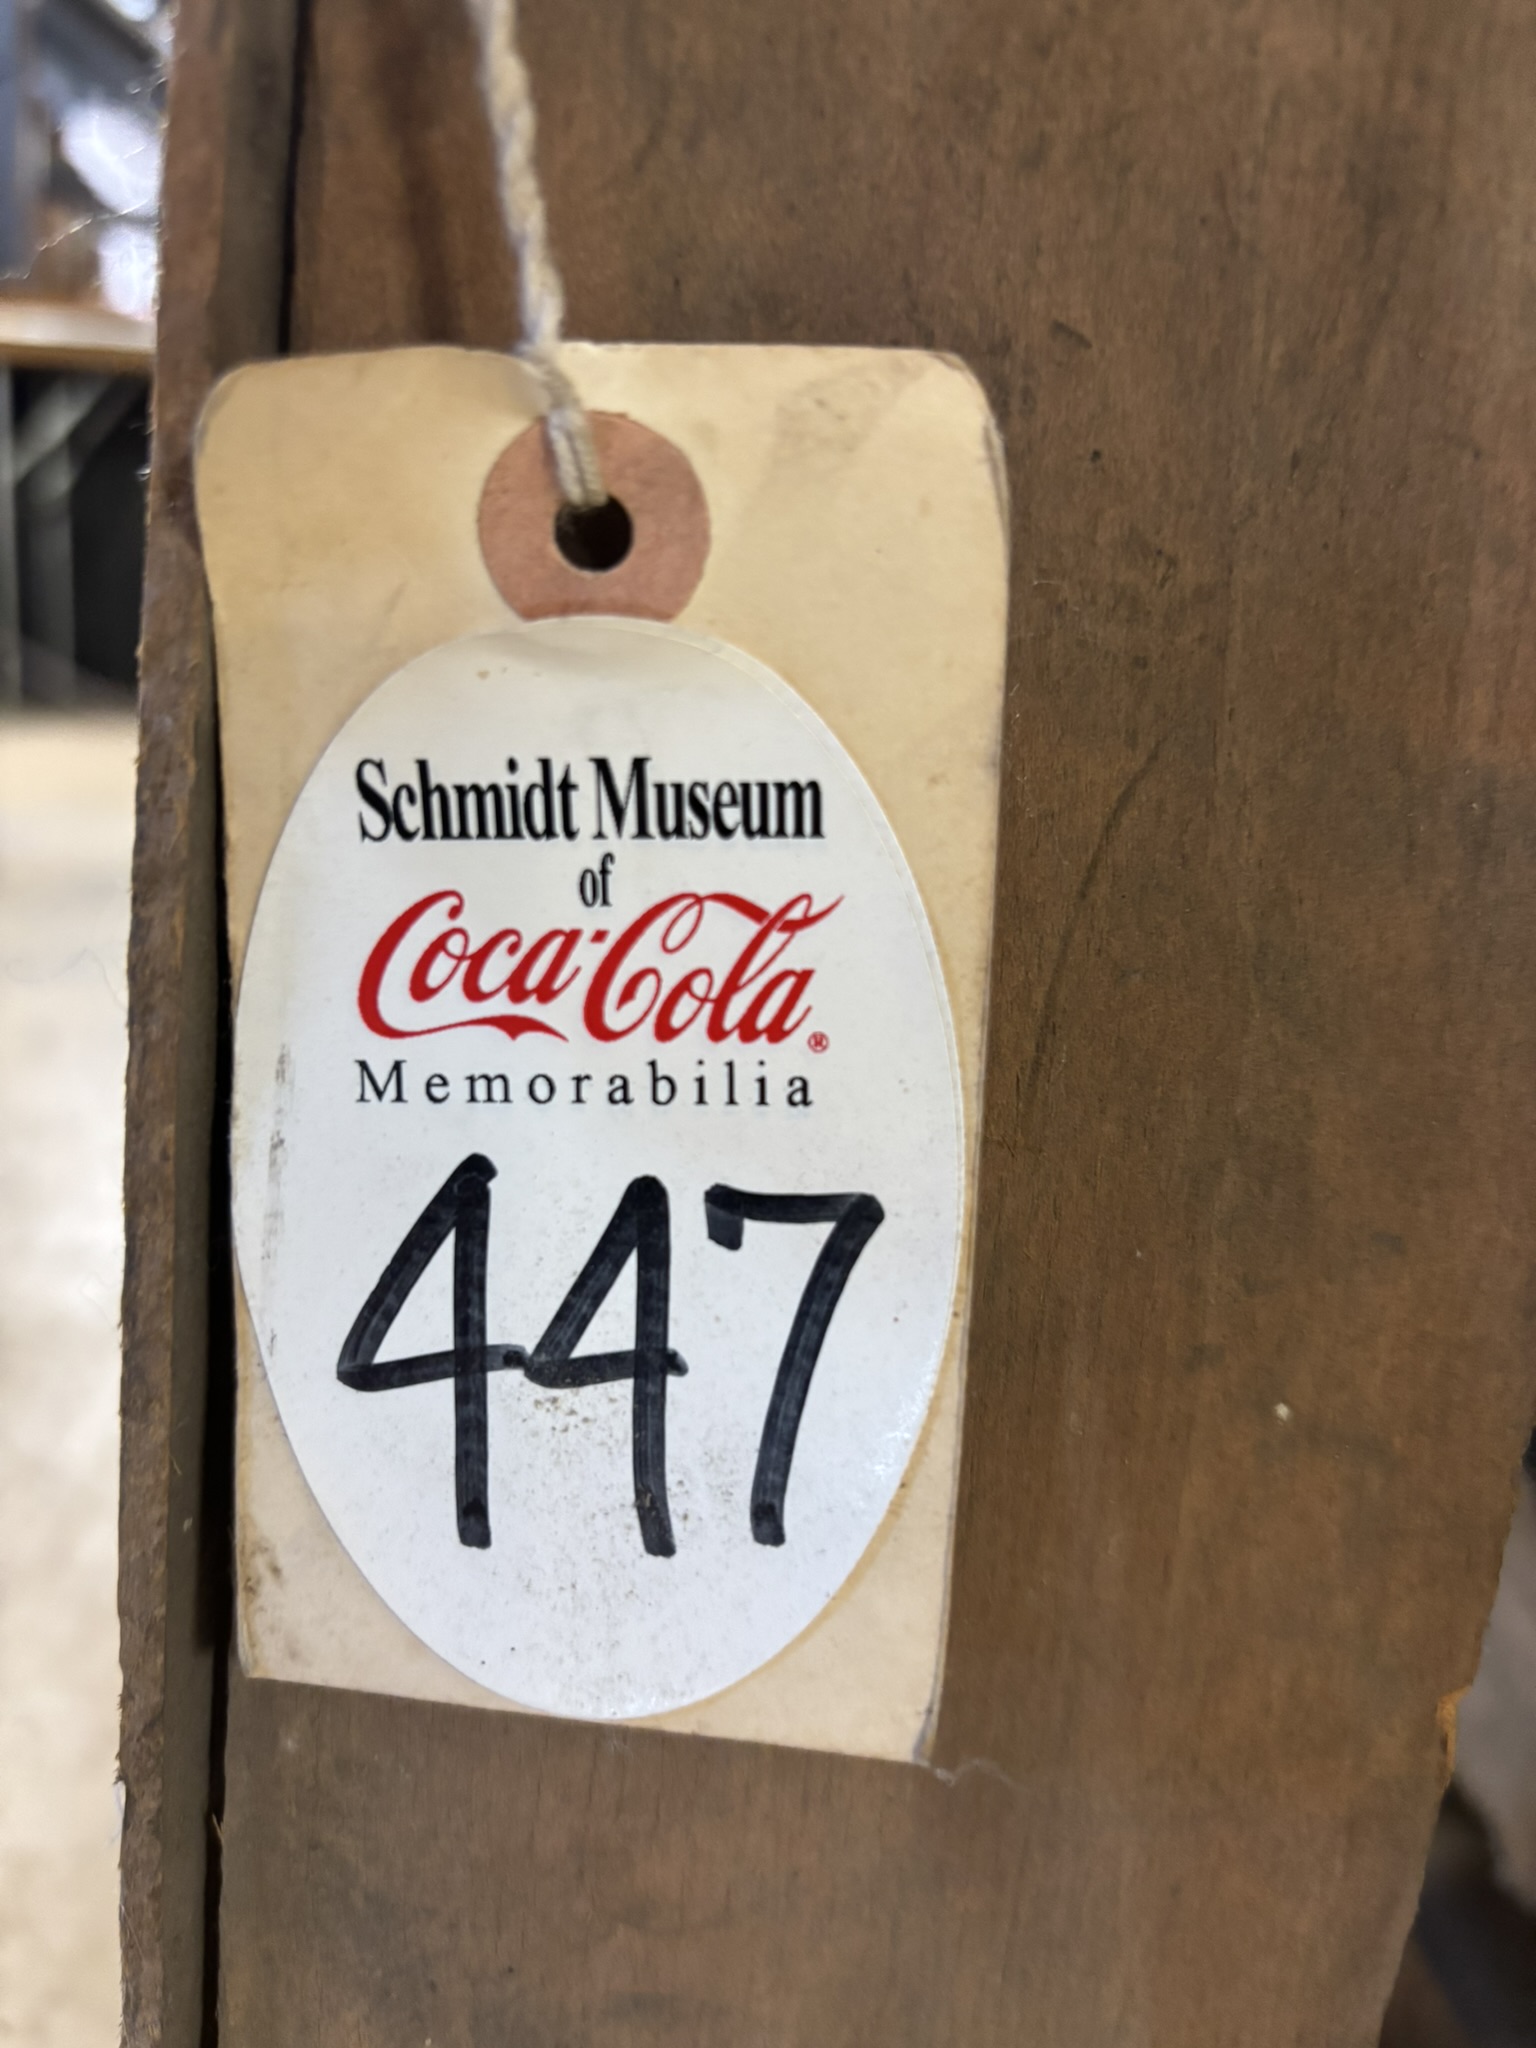 Schmidt Museum
of
Coca-Cola®
Memorabilia
447